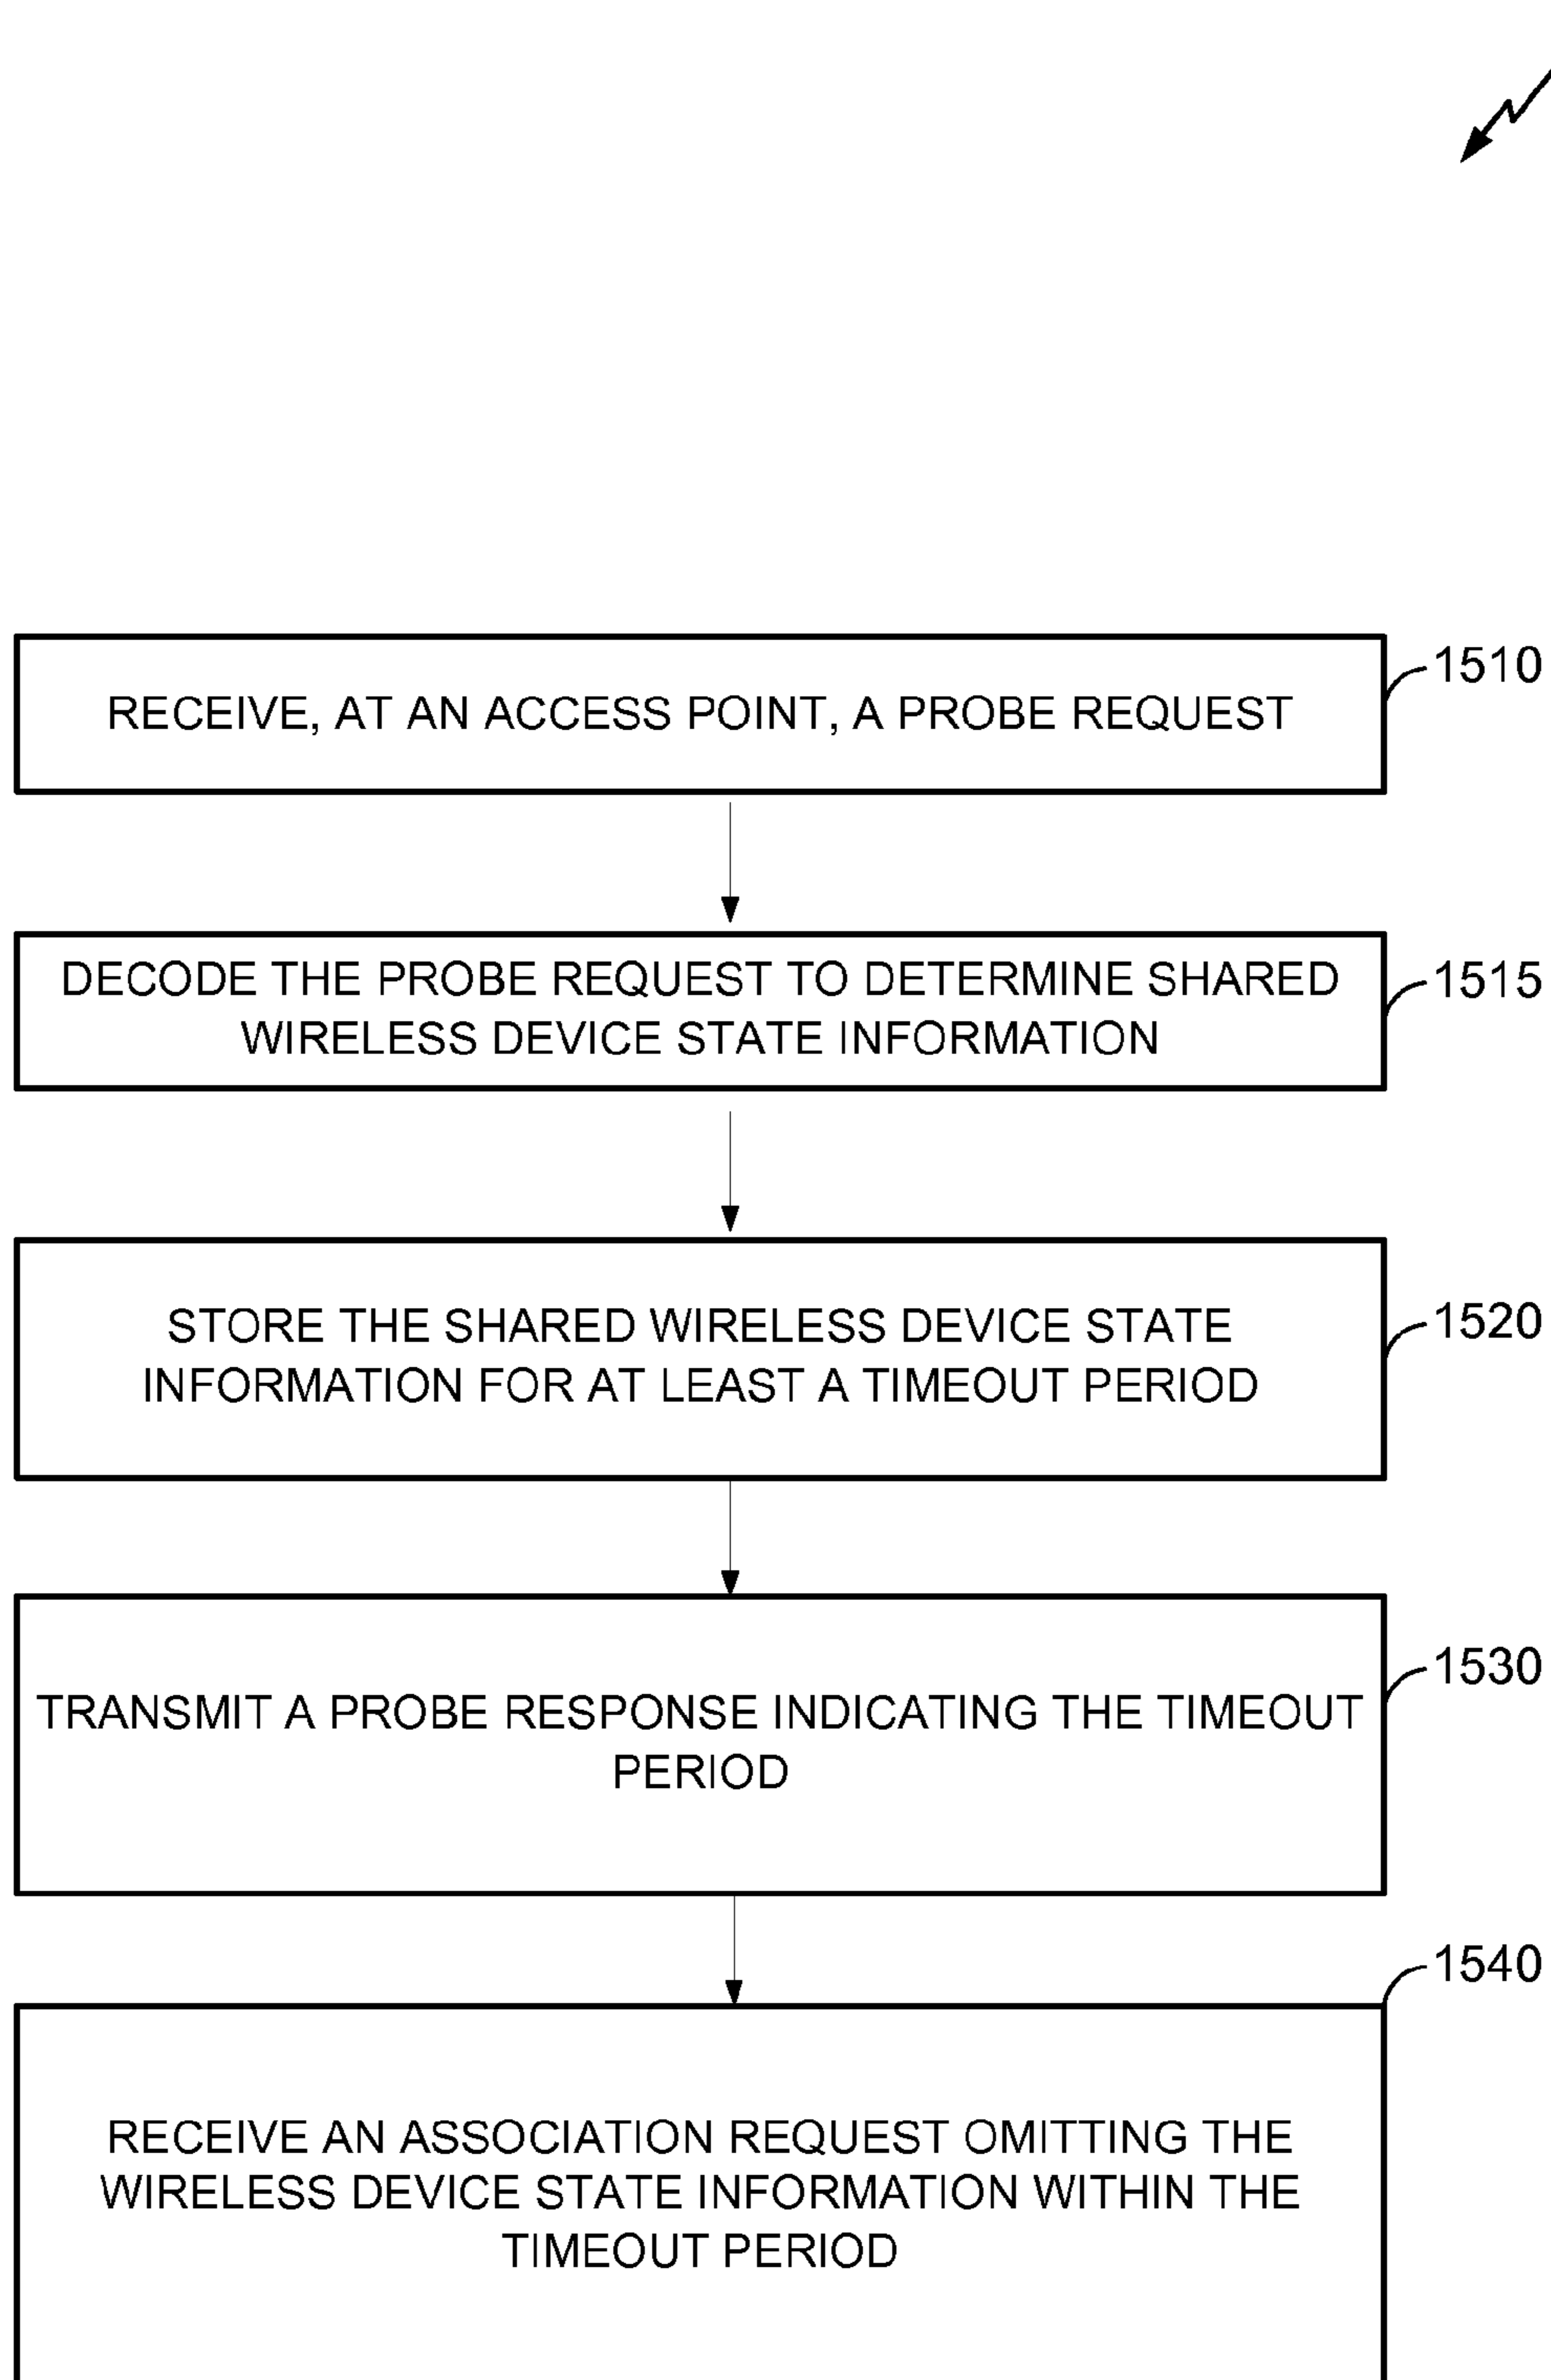 RECEIVE, AT AN ACCESS POINT, A PROBE REQUEST
1510
DECODE THE PROBE REQUEST TO DETERMINE SHARED
WIRELESS DEVICE STATE INFORMATION
1515
STORE THE SHARED WIRELESS DEVICE STATE
INFORMATION FOR AT LEAST A TIMEOUT PERIOD
1520
TRANSMIT A PROBE RESPONSE INDICATING THE TIMEOUT
PERIOD
1530
1540
RECEIVE AN ASSOCIATION REQUEST OMITTING THE
WIRELESS DEVICE STATE INFORMATION WITHIN THE
TIMEOUT PERIOD